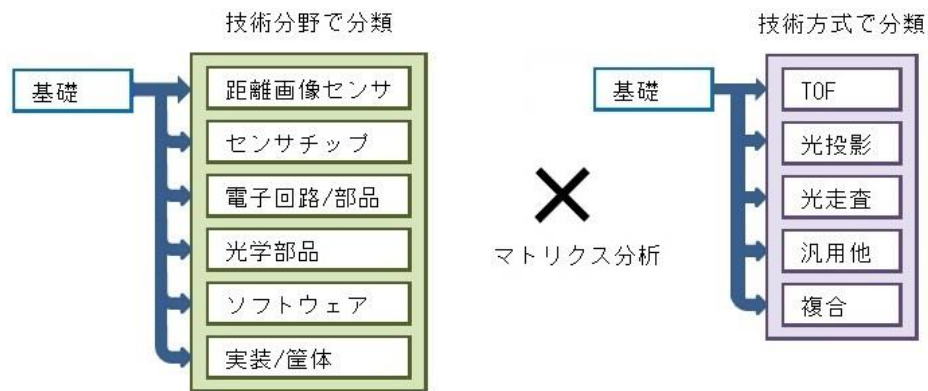 技術分野で分類
基礎
距離画像センサ
センサチップ
電子回路/部品
光学部品
ソフトウェア
実装/筐体
×
マトリクス分析
技術方式で分類
基礎
TOF
光投影
光走査
汎用他
複合